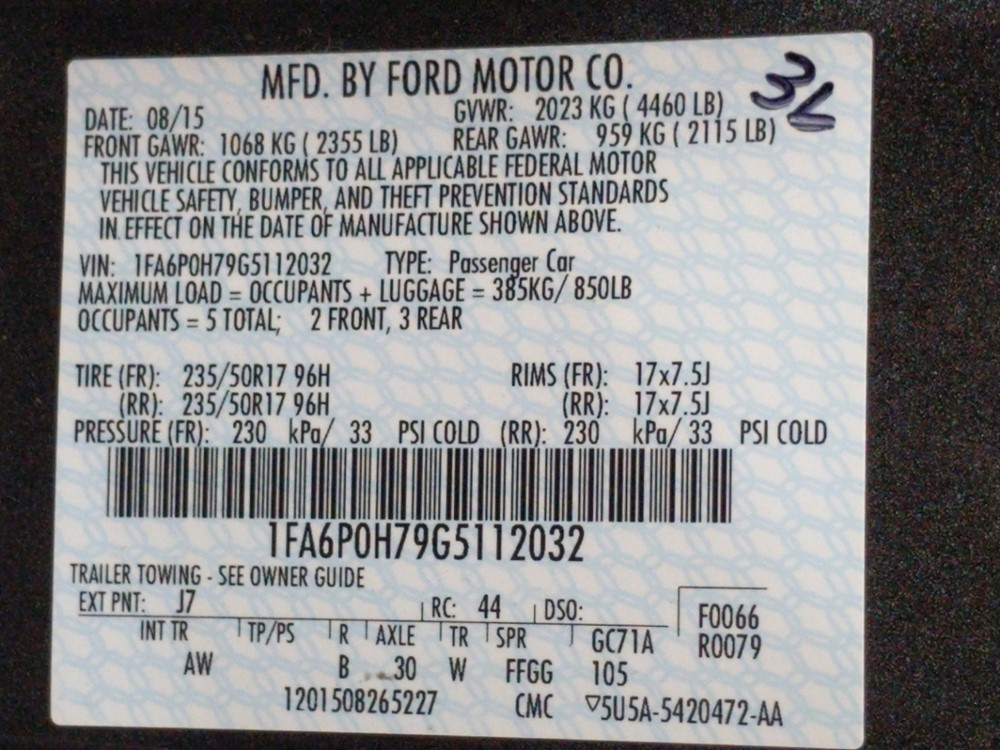 MFD. BY FORD MOTOR CO.
3L
DATE: 08/15 GVWR: 2023 KG ( 4460 LB)
FRONT GAWR: 1068 KG ( 2355 LB) REAR GAWR: 959 KG ( 2115 LB)
THIS VEHICLE CONFORMS TO ALL APPLICABLE FEDERAL MOTOR
VEHICLE SAFETY, BUMPER, AND THEFT PREVENTION STANDARDS
IN EFFECT ON THE DATE OF MANUFACTURE SHOWN ABOVE.
VIN: 1FA6P0H79G5112032 TYPE: Passenger Car
MAXIMUM LOAD = OCCUPANTS + LUGGAGE = 385KG/ 850LB
OCCUPANTS = 5 TOTAL; 2 FRONT, 3 REAR
TIRE (FR): 235/50R17 96H RIMS (FR): 17x7.5J
(RR): 235/50R17 96H (RR): 17x7.5J
PRESSURE (FR): 230 kPa/ 33 PSI COLD (RR): 230 kPa/ 33 PSI COLD
1FA6P0H79G5112032
TRAILER TOWING - SEE OWNER GUIDE
EXT PNT: J7 RC: 44 DSO: F0066
INT TR TP/PS R AXLE TR SPR GC71A R0079
AW B 30 W FFGG 105
1201508265227 CMC ▽5U5A-5420472-AA